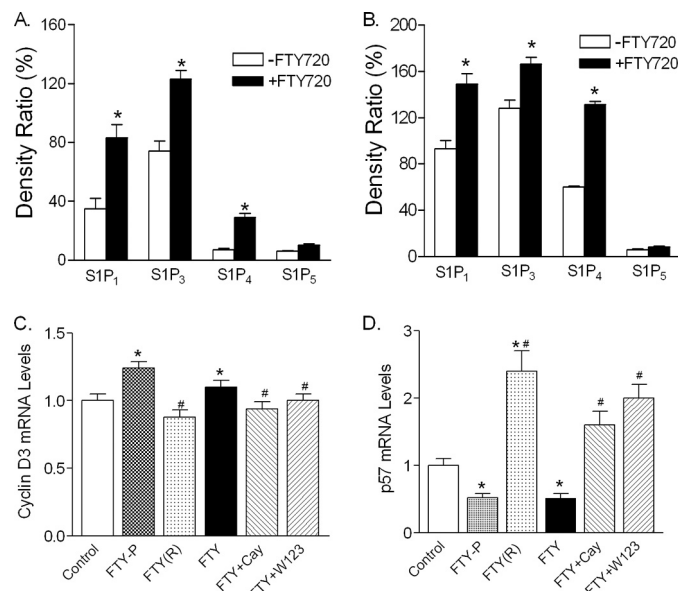 A.
Density Ratio (%)
160
120
80
40
0
-FTY720
+FTY720
*
*
*
S1P1
S1P3
S1P4
S1P5
B.
Density Ratio (%)
200
160
120
80
40
0
-FTY720
+FTY720
*
*
*
S1P1
S1P3
S1P4
S1P5
C.
Cyclin D3 mRNA Levels
1.5
1.0
0.5
0.0
*
#
*
#
#
Control
FTY-P
FTY(R)
FTY
FTY+Cay
FTY+W123
D.
p57 mRNA Levels
3
2
1
0
*
*#
*
#
#
Control
FTY-P
FTY(R)
FTY
FTY+Cay
FTY+W123